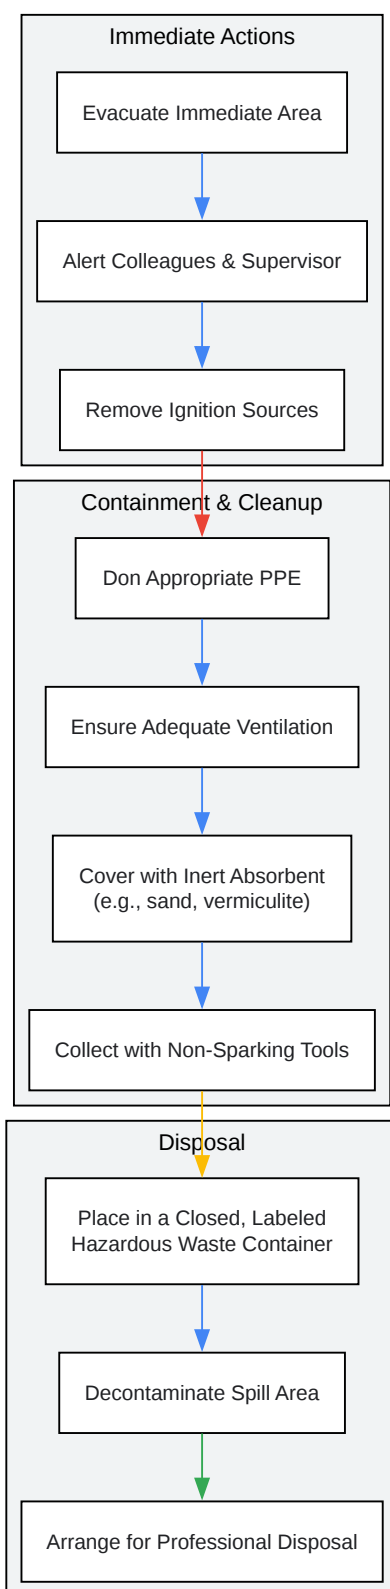 Immediate Actions
Evacuate Immediate Area
Alert Colleagues & Supervisor
Remove Ignition Sources
Containment & Cleanup
Don Appropriate PPE
Ensure Adequate Ventilation
Cover with Inert Absorbent
(e.g., sand, vermiculite)
Collect with Non-Sparking Tools
Disposal
Place in a Closed, Labeled
Hazardous Waste Container
Decontaminate Spill Area
Arrange for Professional Disposal